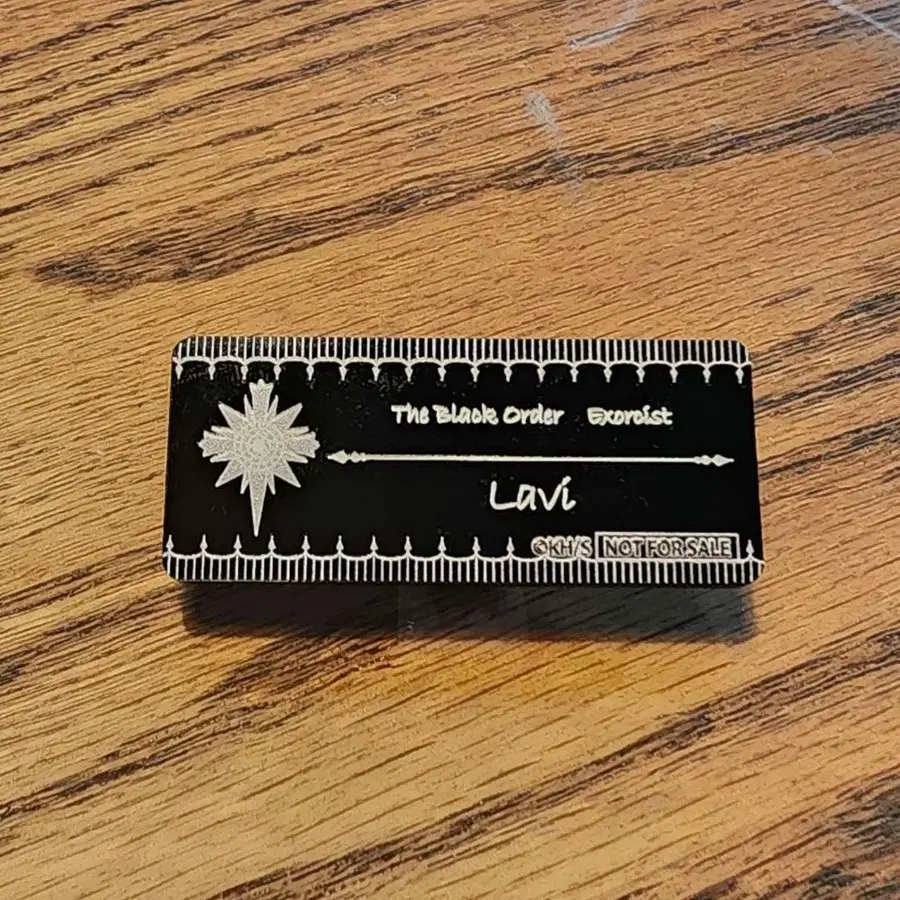 The Black Order Exorcist
Lavi
©KH/S NOT FOR SALE